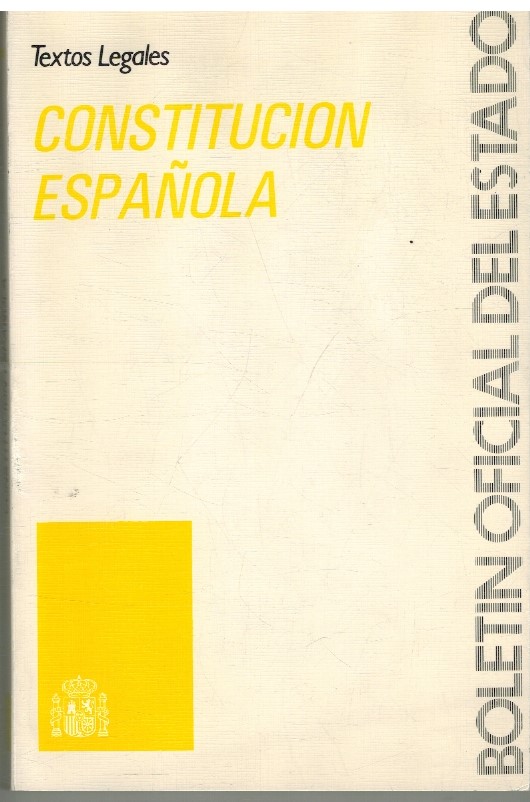 Textos Legales
CONSTITUCION
ESPAÑOLA
BOLETIN OFICIAL DEL ESTADO